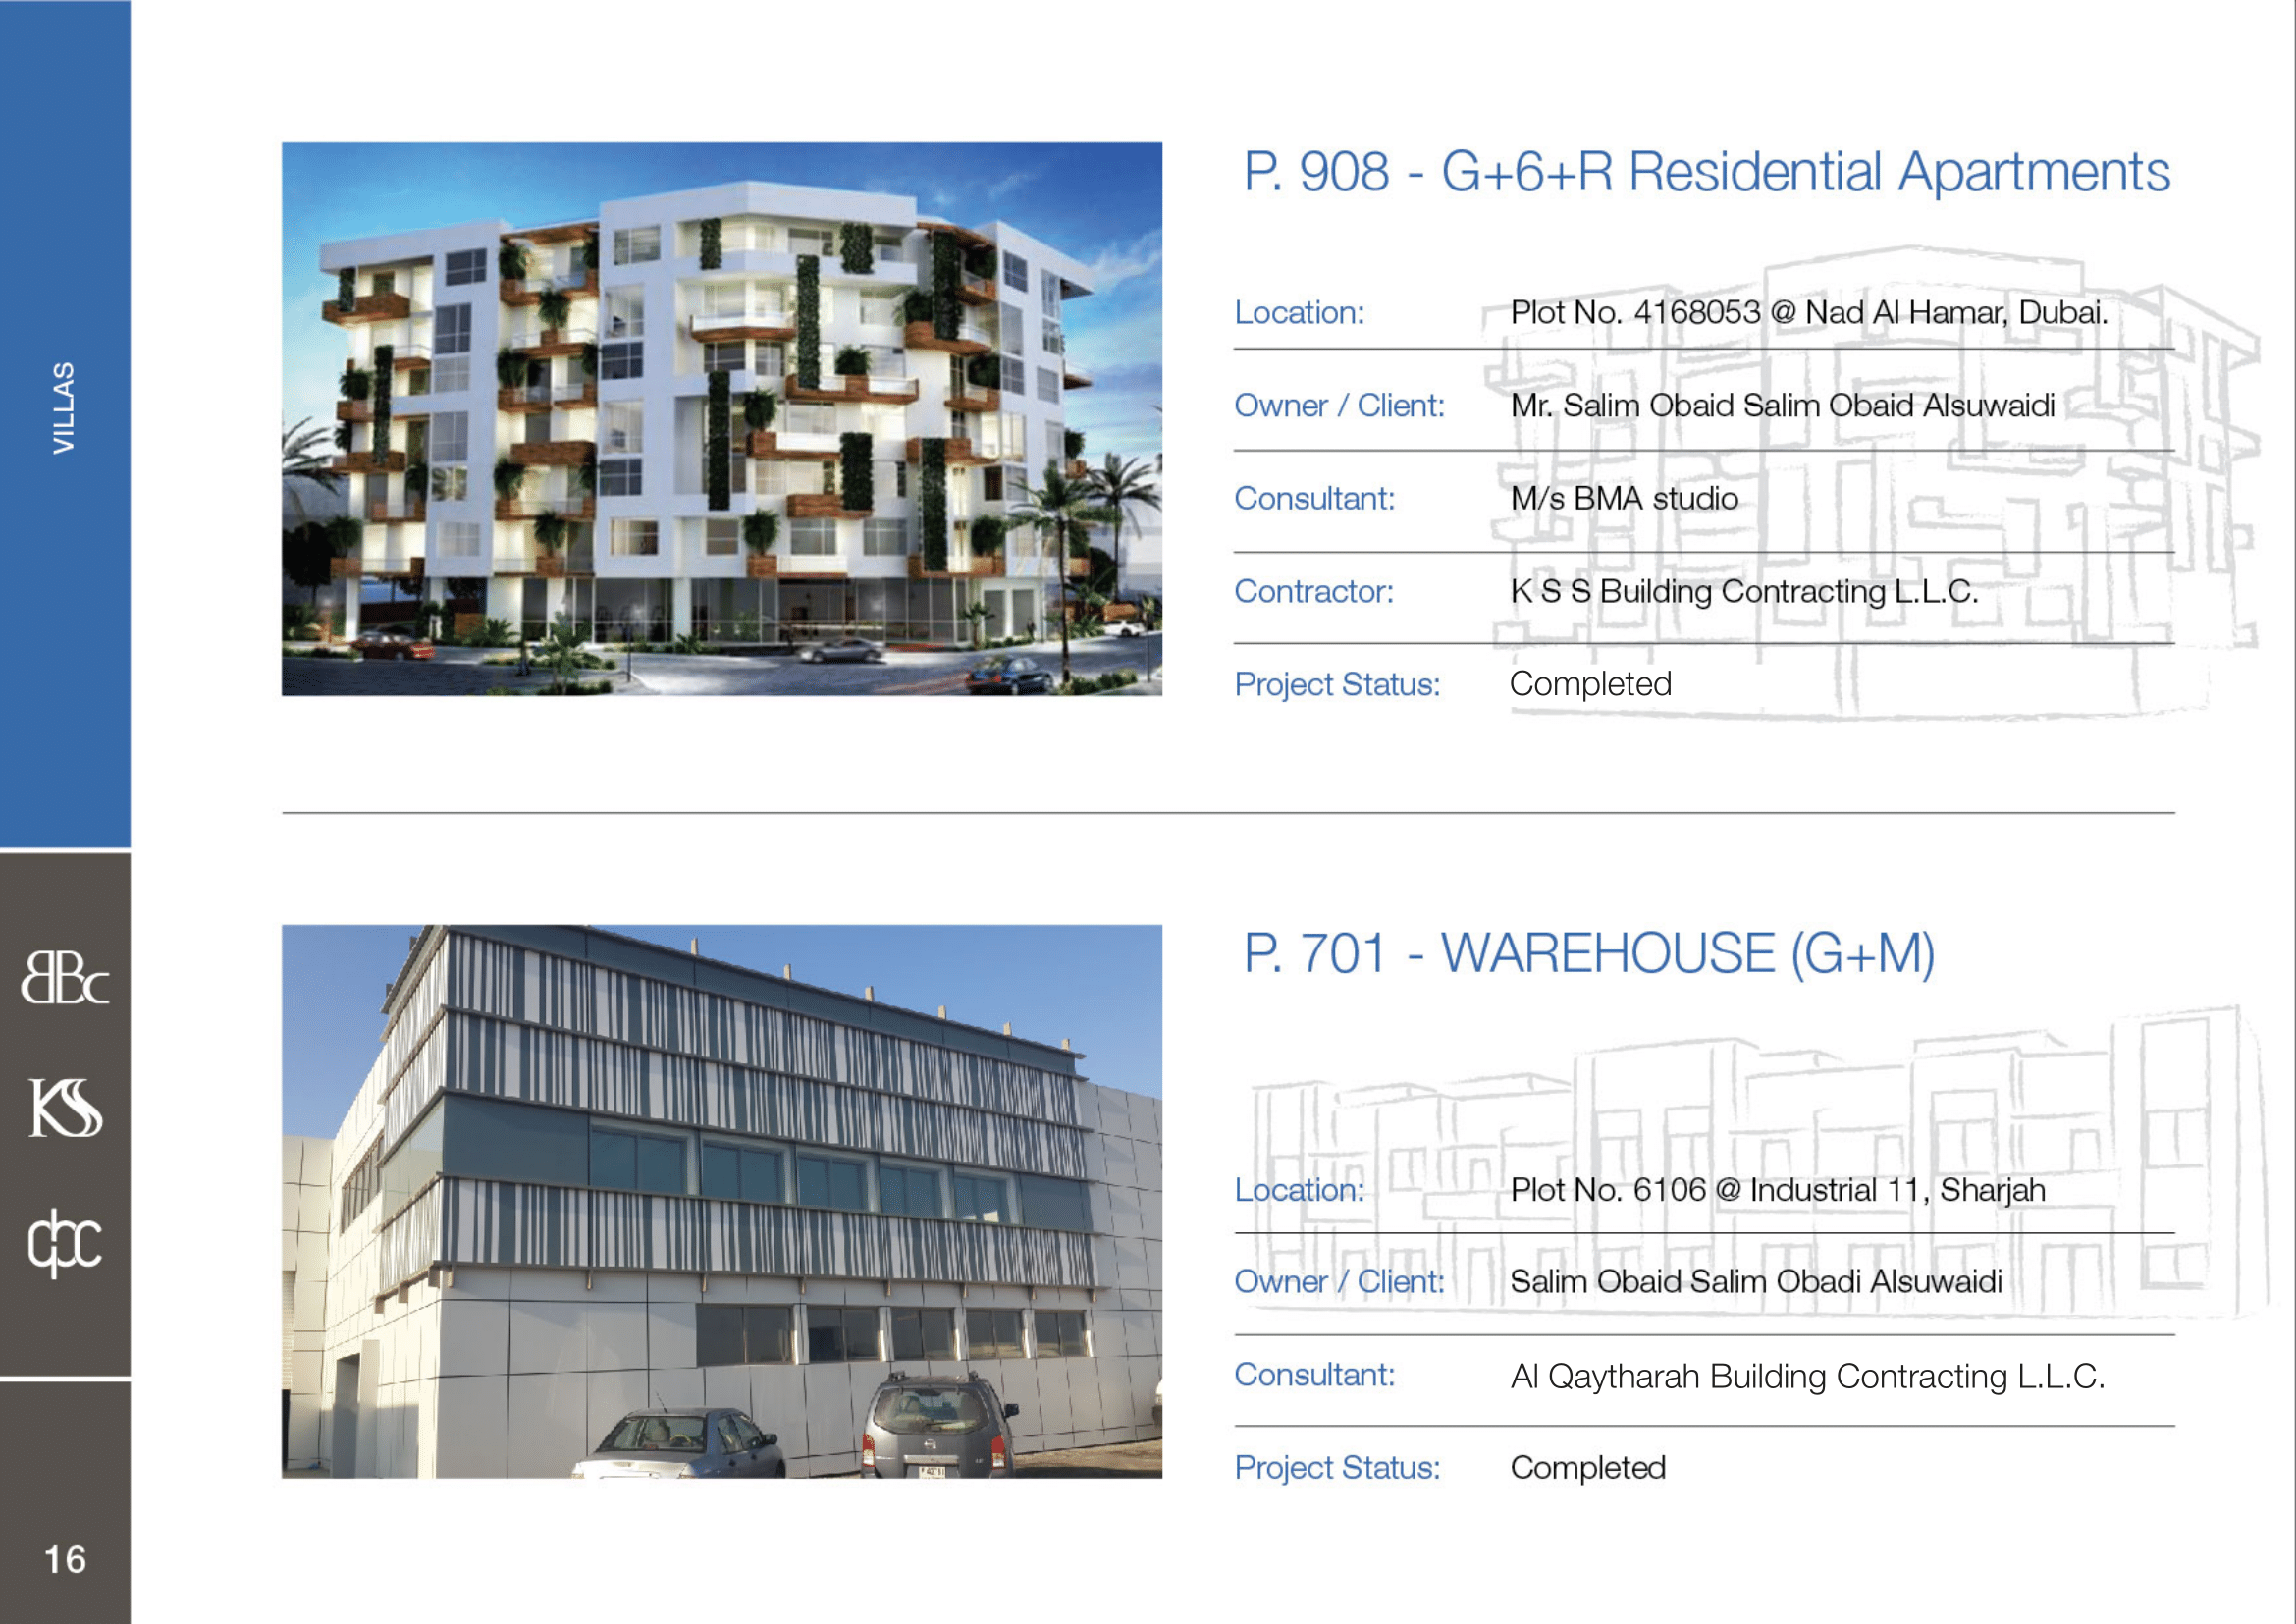 VILLAS
P. 908 - G+6+R Residential Apartments
Location: Plot No. 4168053 @ Nad Al Hamar, Dubai.
Owner / Client: Mr. Salim Obaid Salim Obaid Alsuwaidi
Consultant: M/s BMA studio
Contractor: K S S Building Contracting L.L.C.
Project Status: Completed
P. 701 - WAREHOUSE (G+M)
Location: Plot No. 6106 @ Industrial 11, Sharjah
Owner / Client: Salim Obaid Salim Obadi Alsuwaidi
Consultant: Al Qaytharah Building Contracting L.L.C.
Project Status: Completed
BBc
KSS
qbc
16